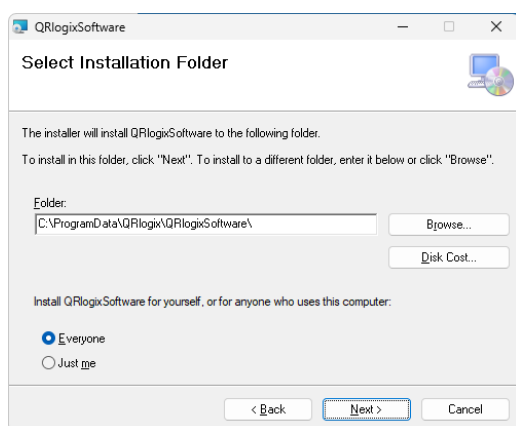 QRlogixSoftware
Select Installation Folder
The installer will install QRlogixSoftware to the following folder.
To install in this folder, click "Next". To install to a different folder, enter it below or click "Browse".
Folder:
C:\ProgramData\QRlogix\QRlogixSoftware\
Browse...
Disk Cost...
Install QRlogixSoftware for yourself, or for anyone who uses this computer:
Everyone
Just me
< Back
Next >
Cancel